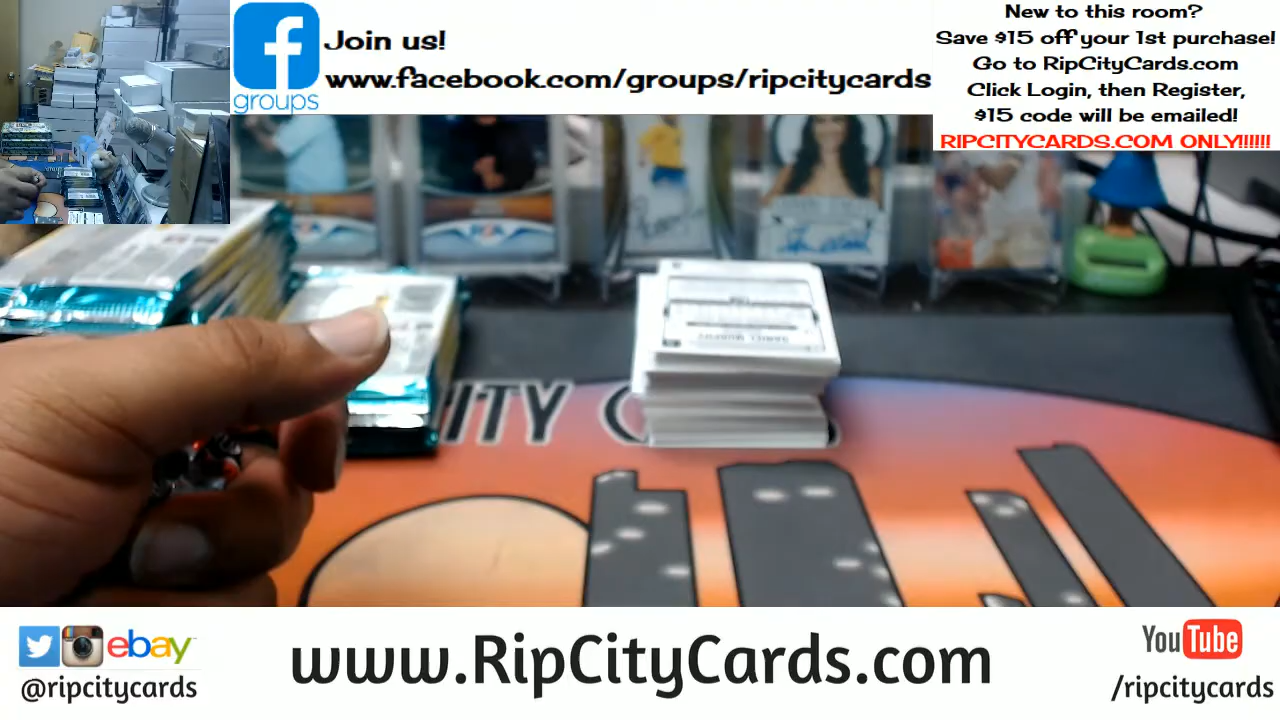 f
groups
Join us!
www.facebook.com/groups/ripcitycards
New to this room?
Save $15 off your 1st purchase!
Go to RipCityCards.com
Click Login, then Register,
$15 code will be emailed!
RIPCITYCARDS.COM ONLY!!!!!!
CITY C
ebay
@ripcitycards
www.RipCityCards.com
YouTube
/ripcitycards